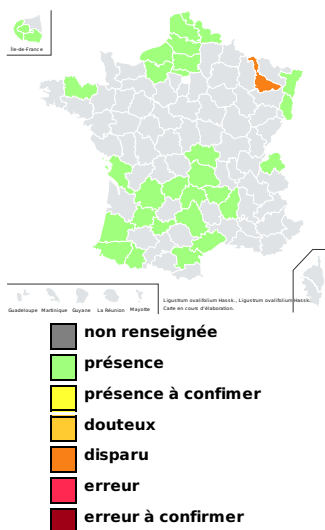 Île-de-France
Guadeloupe Martinique Guyane La Réunion Mayotte
Ligustrum ovalifolium Hassk., Ligustrum ovalifolium Hassk.
Carte en cours d'élaboration.
non renseignée
présence
présence à confimer
douteux
disparu
erreur
erreur à confirmer